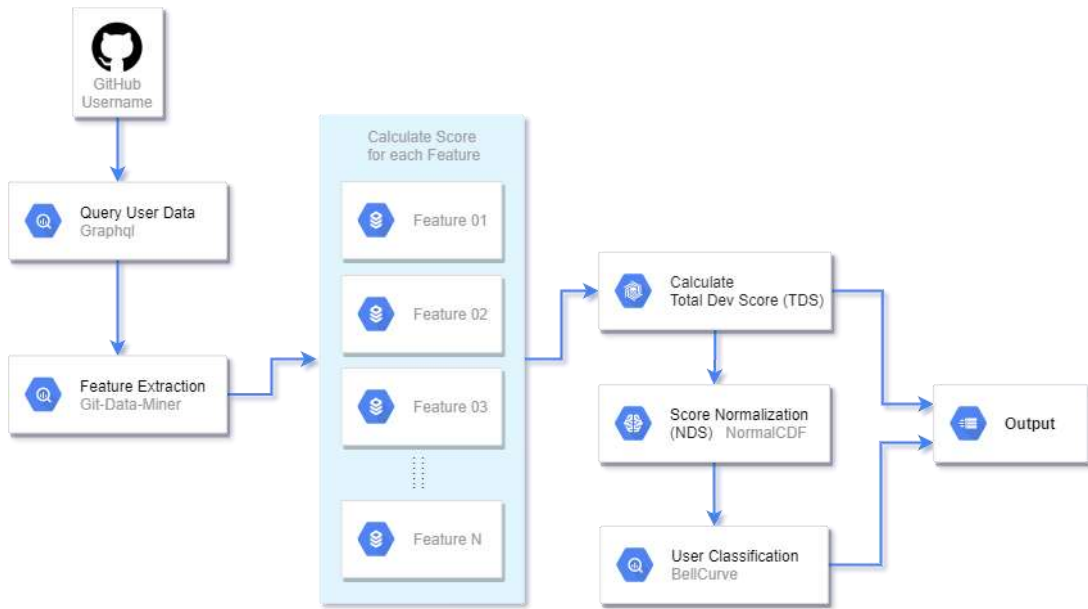 GitHub
Username
Query User Data
Graphql
Feature Extraction
Git-Data-Miner
Calculate Score
for each Feature
Feature 01
Feature 02
Feature 03
Feature N
Calculate
Total Dev Score (TDS)
Score Normalization
(NDS) NormalCDF
User Classification
BellCurve
Output